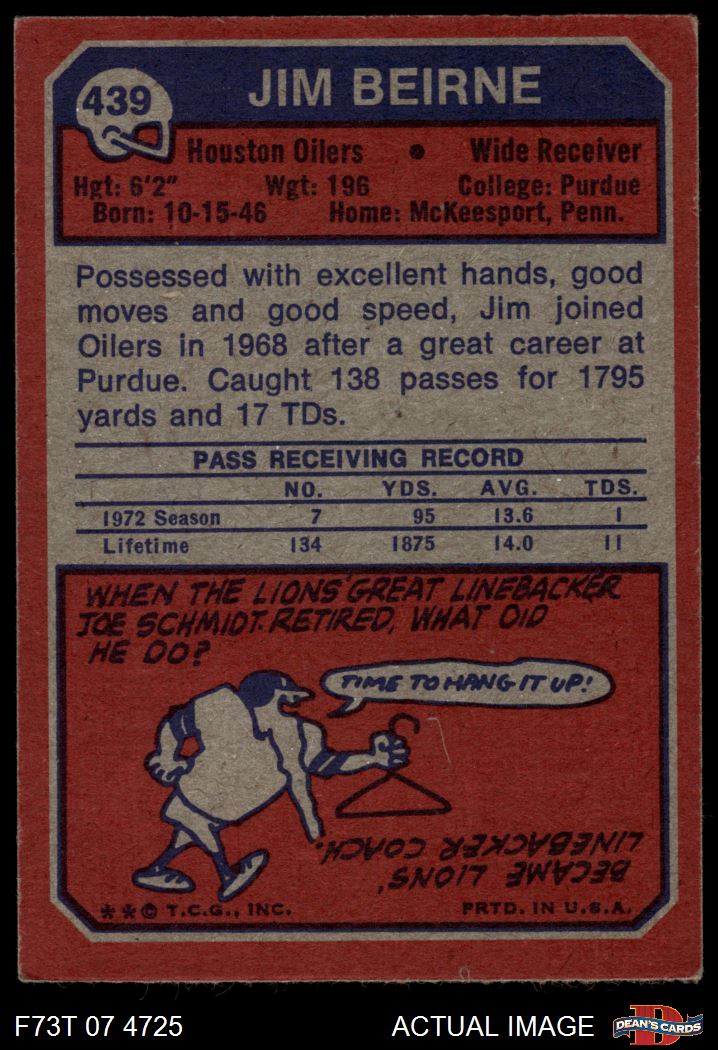 439
JIM BEIRNE
Houston Oilers • Wide Receiver
Hgt: 6'2" Wgt: 196 College: Purdue
Born: 10-15-46 Home: McKeesport, Penn.
Possessed with excellent hands, good
moves and good speed, Jim joined
Oilers in 1968 after a great career at
Purdue. Caught 138 passes for 1795
yards and 17 TDs.
PASS RECEIVING RECORD
NO. YDS. AVG. TDS.
1972 Season 7 95 13.6 1
Lifetime 134 1875 14.0 11
WHEN THE LIONS' GREAT LINEBACKER
JOE SCHMIDT RETIRED, WHAT DID
HE DO?
TIME TO HANG IT UP!
BECAME LIONS'
LINEBACKER COACH.
** © T.C.G., INC. PRTD. IN U.S.A.
F73T 07 4725 ACTUAL IMAGE
D
DEAN'S CARDS